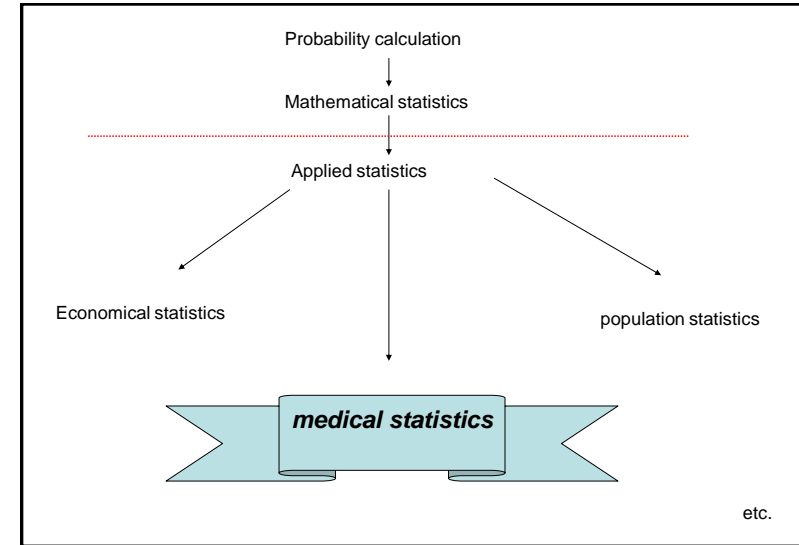 Probability calculation
Mathematical statistics
Applied statistics
Economical statistics
population statistics
medical statistics
etc.